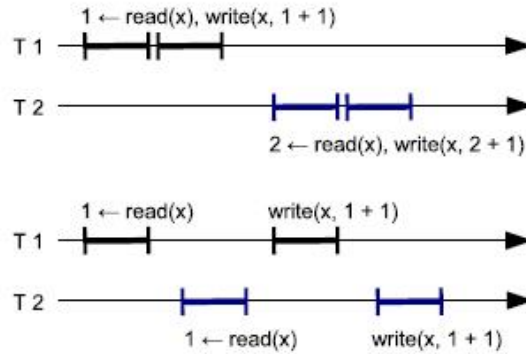 1 ← read(x), write(x, 1 + 1)
T 1
T 2
2 ← read(x), write(x, 2 + 1)
1 ← read(x) write(x, 1 + 1)
T 1
T 2
1 ← read(x) write(x, 1 + 1)